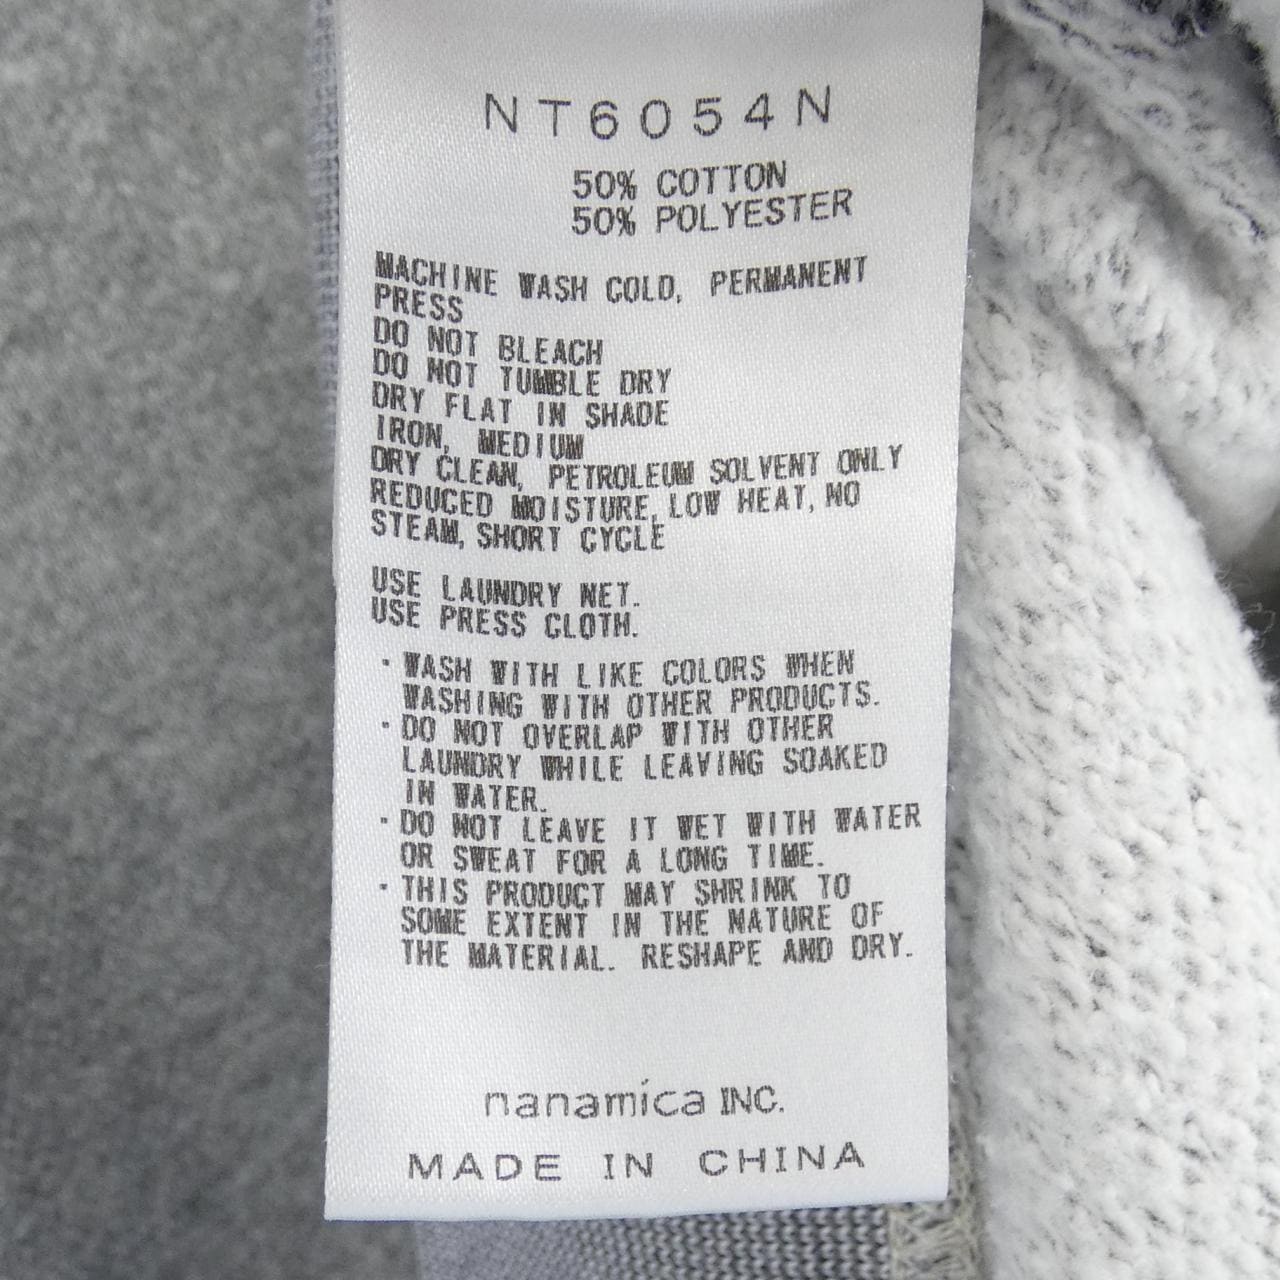 NT6054N
50% COTTON
50% POLYESTER
MACHINE WASH COLD, PERMANENT
PRESS
DO NOT BLEACH
DO NOT TUMBLE DRY
DRY FLAT IN SHADE
IRON, MEDIUM
DRY CLEAN, PETROLEUM SOLVENT ONLY
REDUCED MOISTURE, LOW HEAT, NO
STEAM, SHORT CYCLE
USE LAUNDRY NET.
USE PRESS CLOTH.
・WASH WITH LIKE COLORS WHEN
WASHING WITH OTHER PRODUCTS.
・DO NOT OVERLAP WITH OTHER
LAUNDRY WHILE LEAVING SOAKED
IN WATER.
・DO NOT LEAVE IT WET WITH WATER
OR SWEAT FOR A LONG TIME.
・THIS PRODUCT MAY SHRINK TO
SOME EXTENT IN THE NATURE OF
THE MATERIAL. RESHAPE AND DRY.
nanamica INC.
MADE IN CHINA